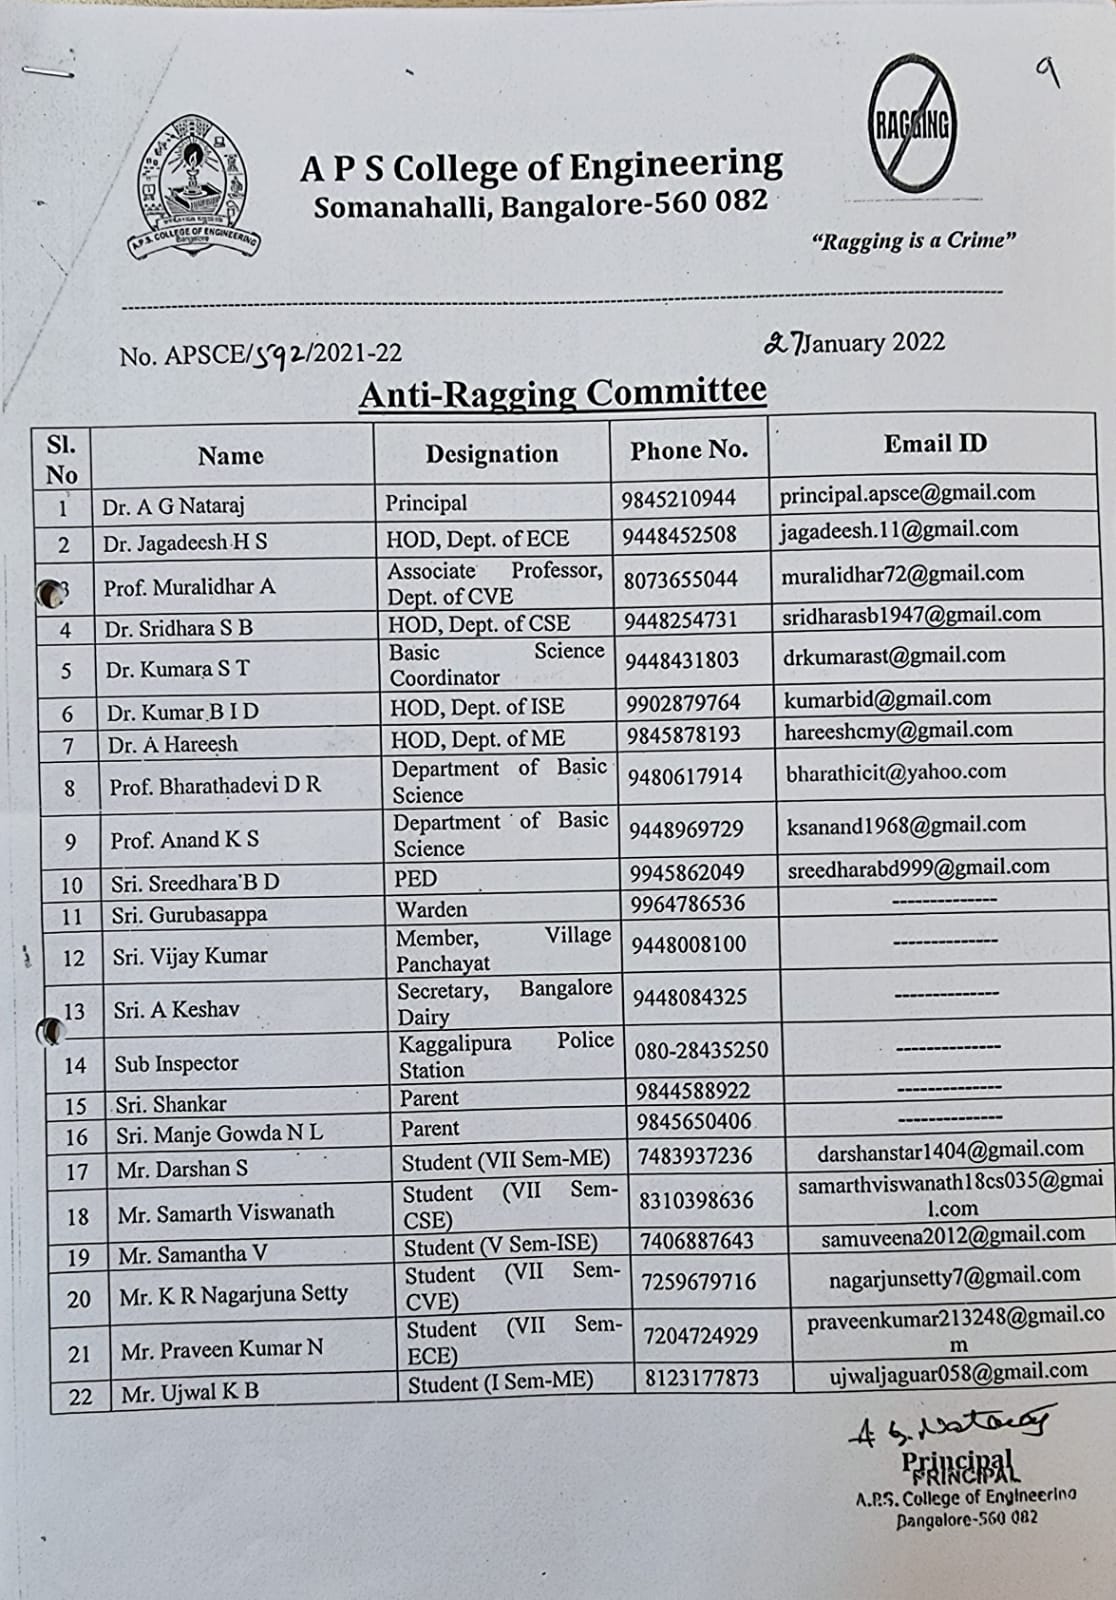 9
RAGGING
A P S College of Engineering
Somanahalli, Bangalore-560 082
A.P.S. COLLEGE OF ENGINEERING
Bangalore
“Ragging is a Crime”
No. APSCE/592/2021-22
27January 2022
Anti-Ragging Committee
Sl. No Name Designation Phone No. Email ID
1 Dr. A G Nataraj Principal 9845210944 principal.apsce@gmail.com
2 Dr. Jagadeesh H S HOD, Dept. of ECE 9448452508 jagadeesh.11@gmail.com
3 Prof. Muralidhar A Associate Professor, Dept. of CVE 8073655044 muralidhar72@gmail.com
4 Dr. Sridhara S B HOD, Dept. of CSE 9448254731 sridharasb1947@gmail.com
5 Dr. Kumara S T Basic Science Coordinator 9448431803 drkumarast@gmail.com
6 Dr. Kumar B I D HOD, Dept. of ISE 9902879764 kumarbid@gmail.com
7 Dr. A Hareesh HOD, Dept. of ME 9845878193 hareeshcmy@gmail.com
8 Prof. Bharathadevi D R Department of Basic Science 9480617914 bharathicit@yahoo.com
9 Prof. Anand K S Department of Basic Science 9448969729 ksanand1968@gmail.com
10 Sri. Sreedhara B D PED 9945862049 sreedharabd999@gmail.com
11 Sri. Gurubasappa Warden 9964786536 --------------
12 Sri. Vijay Kumar Member, Village Panchayat 9448008100 --------------
13 Sri. A Keshav Secretary, Bangalore Dairy 9448084325 --------------
14 Sub Inspector Kaggalipura Police Station 080-28435250 --------------
15 Sri. Shankar Parent 9844588922 --------------
16 Sri. Manje Gowda N L Parent 9845650406 --------------
17 Mr. Darshan S Student (VII Sem-ME) 7483937236 darshanstar1404@gmail.com
18 Mr. Samarth Viswanath Student (VII Sem-CSE) 8310398636 samarthviswanath18cs035@gmail.com
19 Mr. Samantha V Student (V Sem-ISE) 7406887643 samuveena2012@gmail.com
20 Mr. K R Nagarjuna Setty Student (VII Sem-CVE) 7259679716 nagarjunsetty7@gmail.com
21 Mr. Praveen Kumar N Student (VII Sem-ECE) 7204724929 praveenkumar213248@gmail.com
22 Mr. Ujwal K B Student (I Sem-ME) 8123177873 ujwaljaguar058@gmail.com
A G. Nataraj
Principal
PRINCIPAL
A.P.S. College of Engineering
Bangalore-560 082